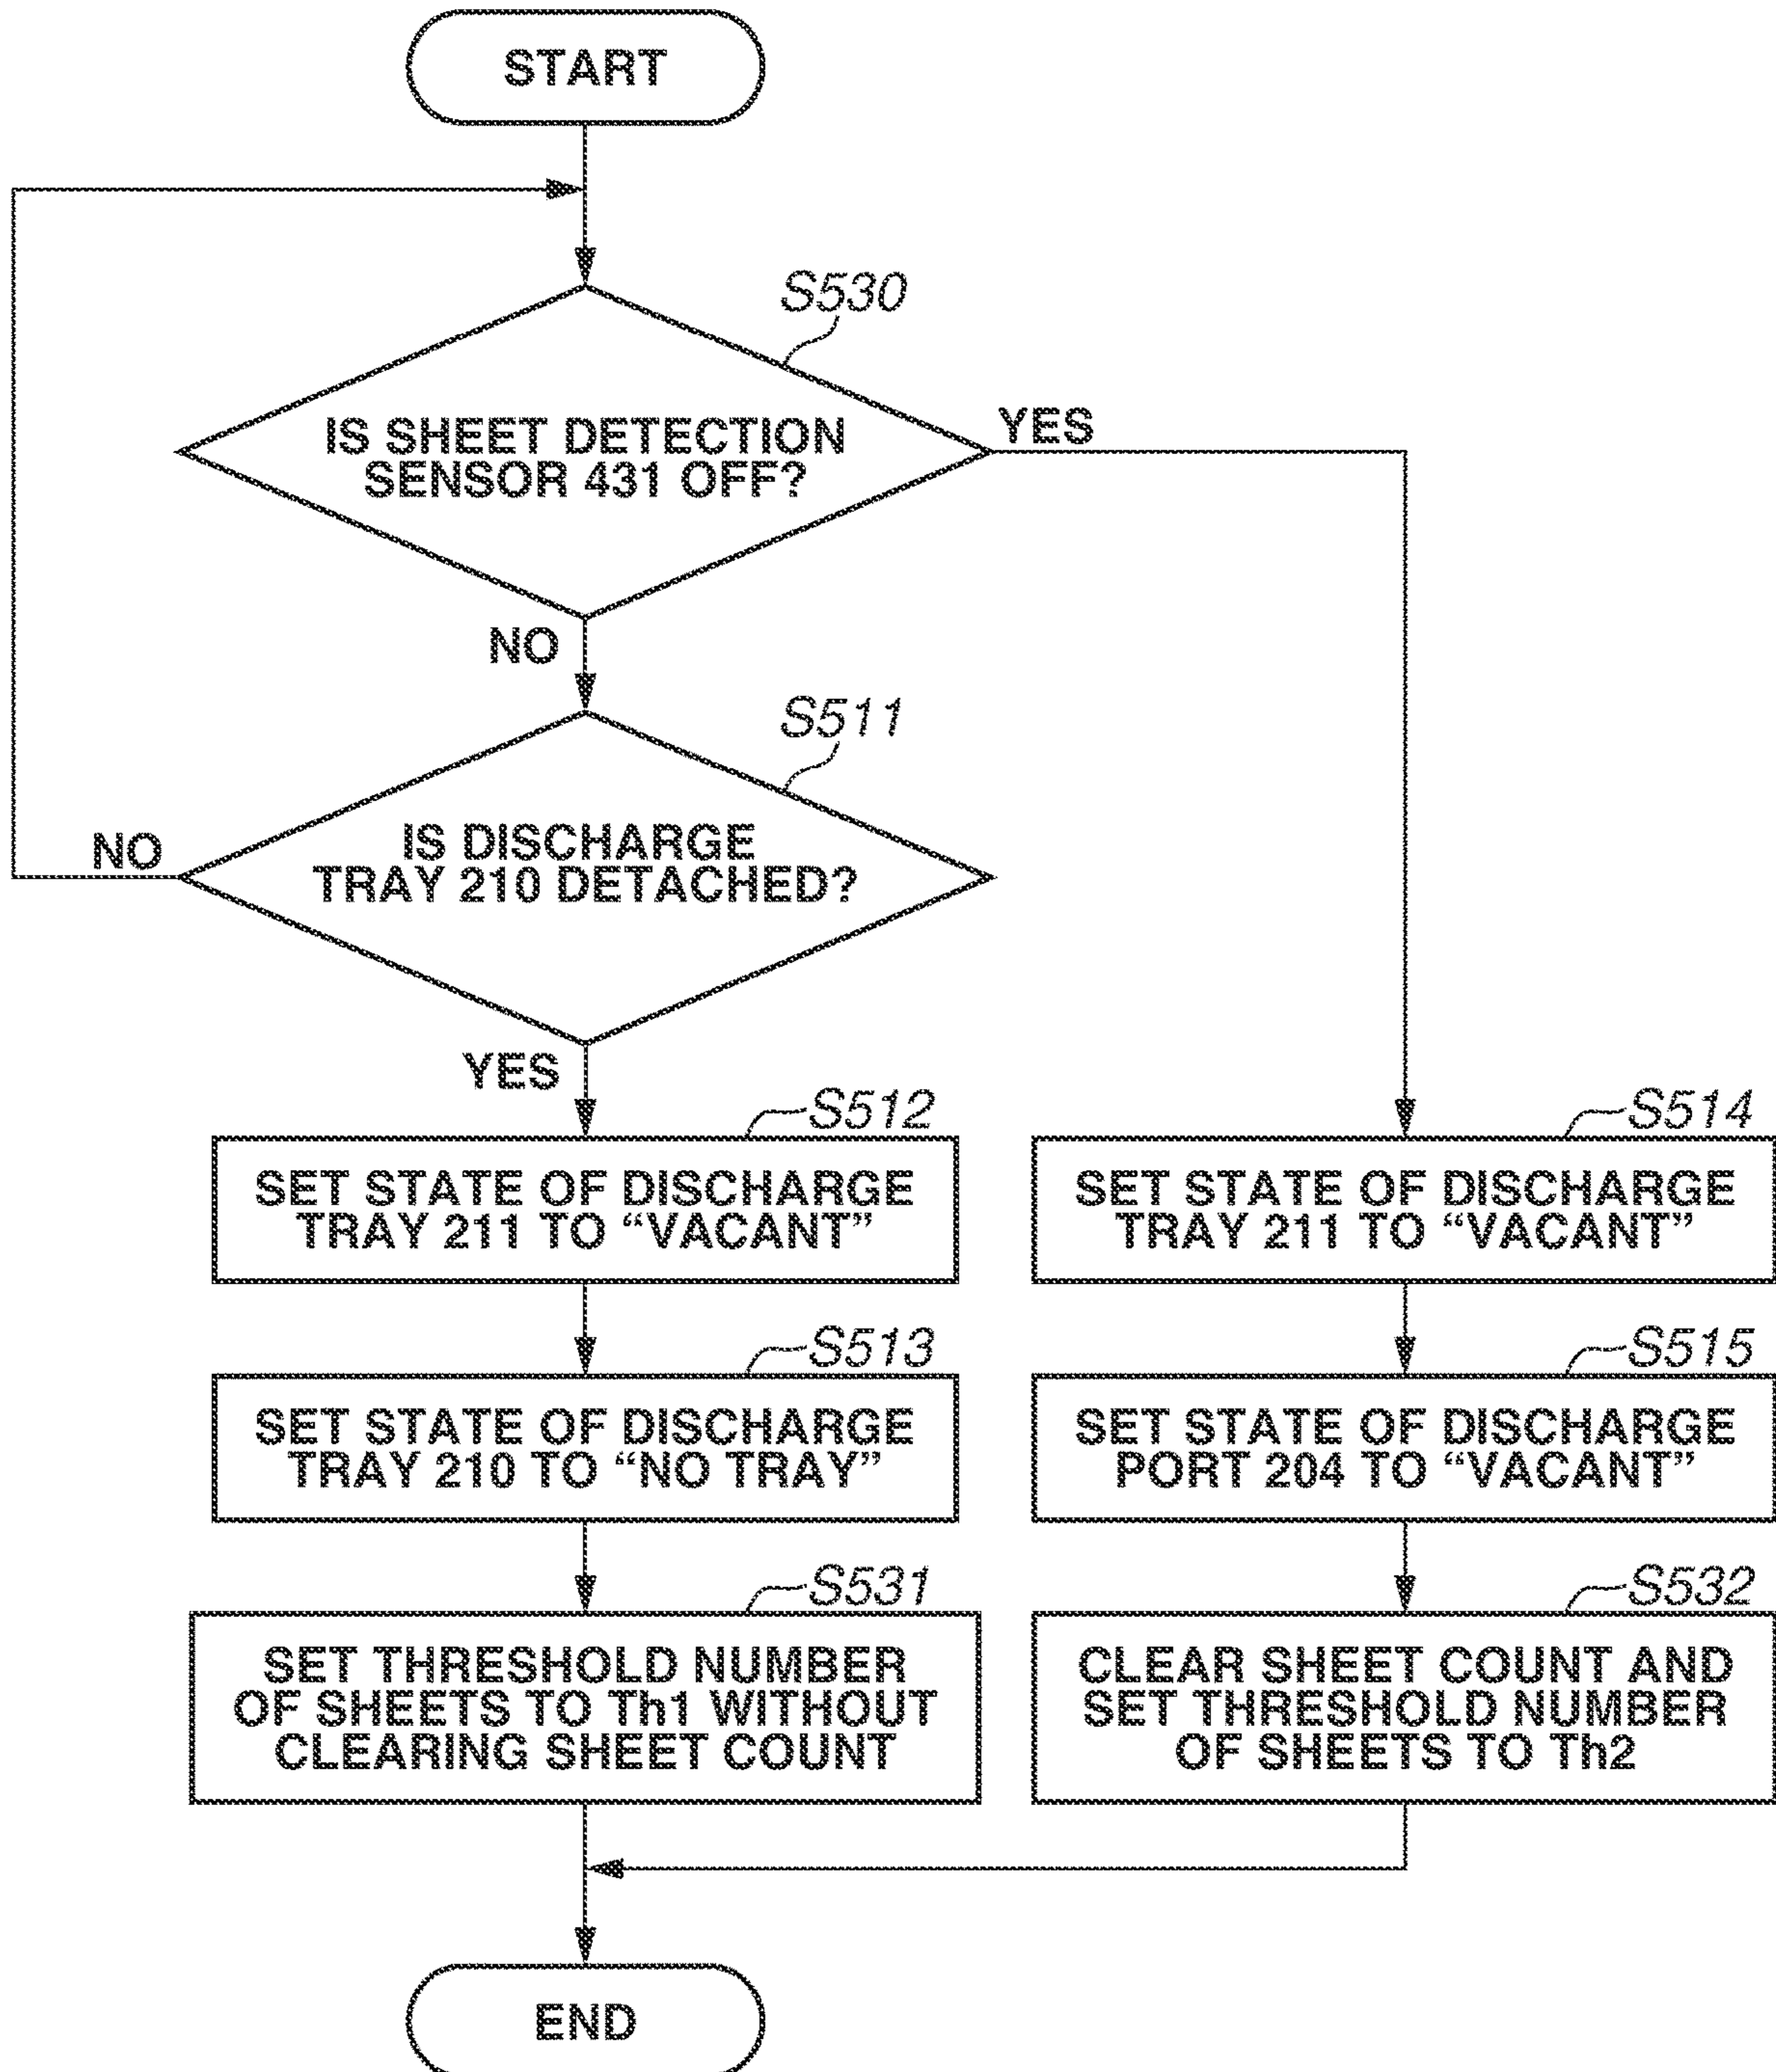 START
S530
IS SHEET DETECTION
SENSOR 431 OFF?
YES
NO
S511
IS DISCHARGE
TRAY 210 DETACHED?
NO
YES
S512
SET STATE OF DISCHARGE
TRAY 211 TO “VACANT”
S514
SET STATE OF DISCHARGE
TRAY 211 TO “VACANT”
S513
SET STATE OF DISCHARGE
TRAY 210 TO “NO TRAY”
S515
SET STATE OF DISCHARGE
PORT 204 TO “VACANT”
S531
SET THRESHOLD NUMBER
OF SHEETS TO Th1 WITHOUT
CLEARING SHEET COUNT
S532
CLEAR SHEET COUNT AND
SET THRESHOLD NUMBER
OF SHEETS TO Th2
END